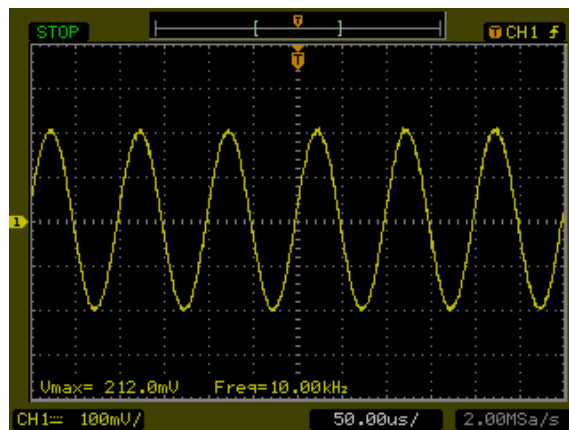 STOP
T
T CH1
T
1
Vmax= 212.0mV Freq=10.00kHz
CH1 100mV/ 50.00us/ 2.00MSa/s